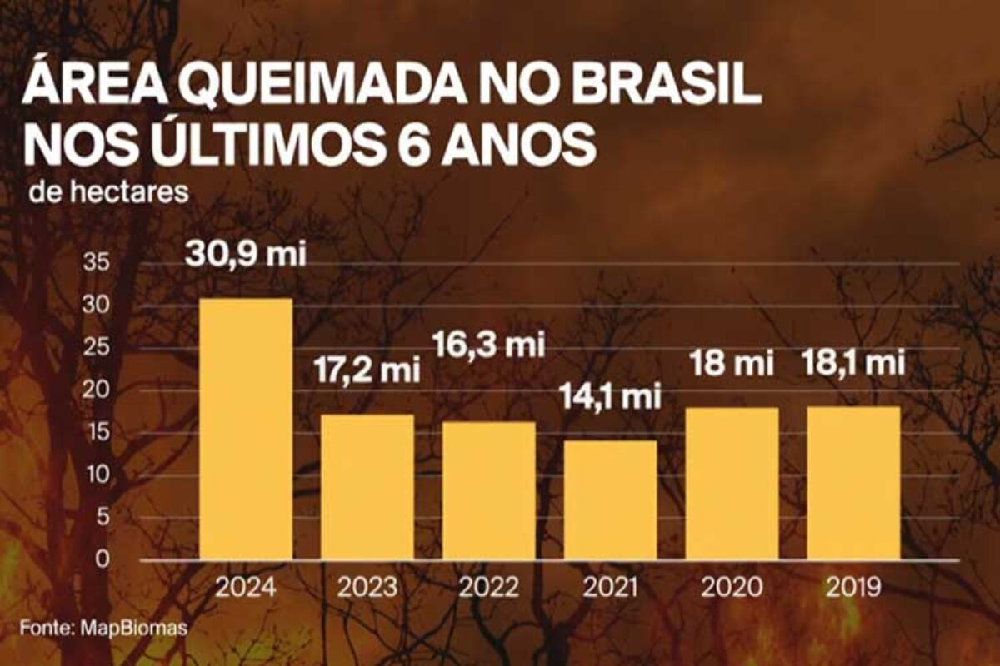 ÁREA QUEIMADA NO BRASIL
NOS ÚLTIMOS 6 ANOS
de hectares
35
30
25
20
15
10
5
0
30,9 mi
17,2 mi
16,3 mi
14,1 mi
18 mi
18,1 mi
2024
2023
2022
2021
2020
2019
Fonte: MapBiomas